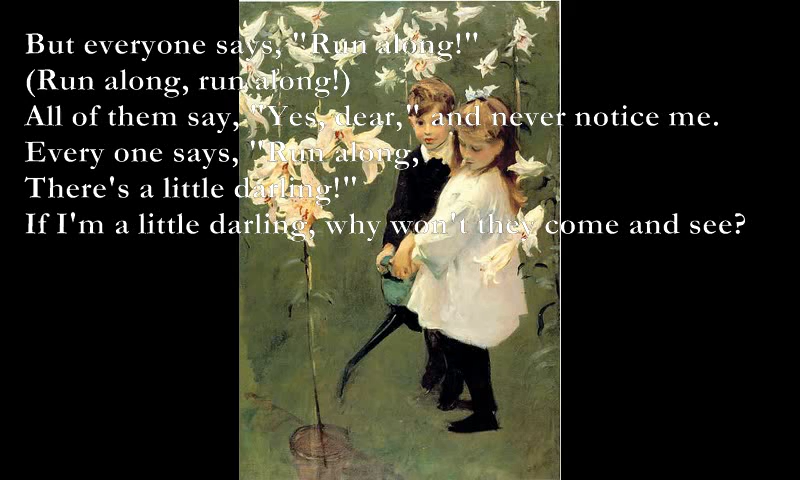 But everyone says, "Run along!"
(Run along, run along!)
All of them say, "Yes, dear," and never notice me.
Every one says, "Run along,
There's a little darling!"
If I'm a little darling, why won't they come and see?